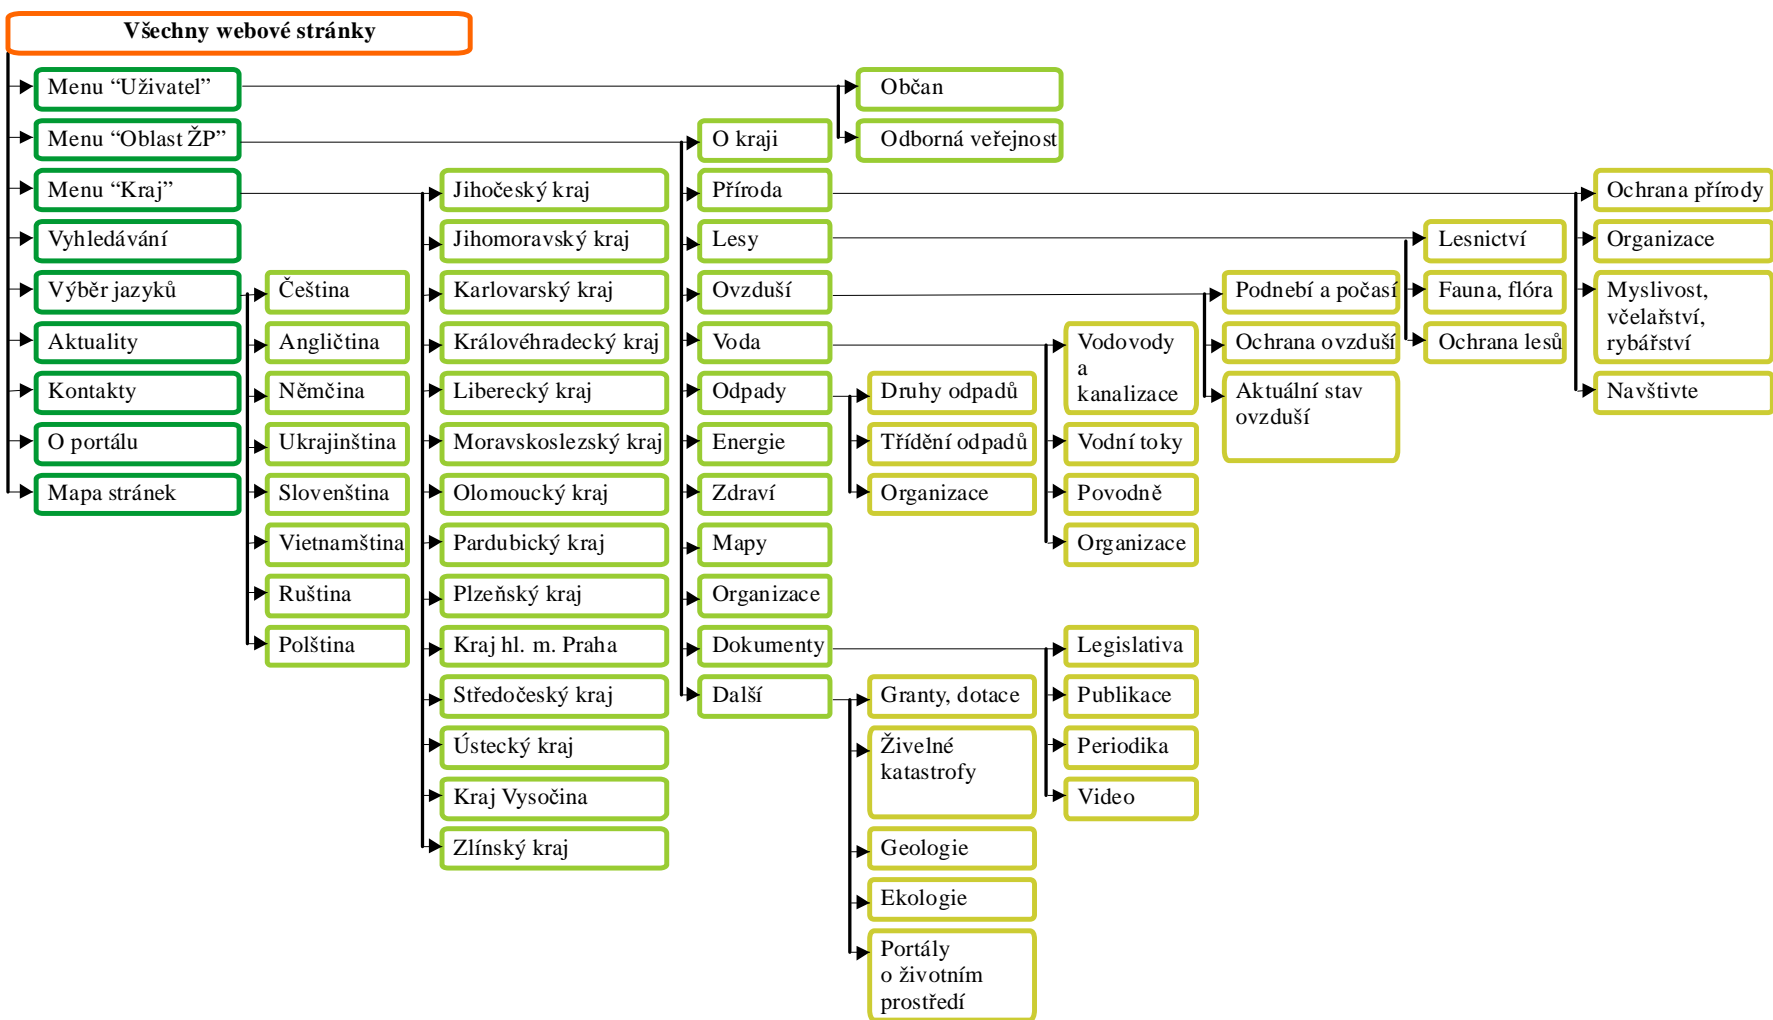 Všechny webové stránky
Menu “Uživatel”
Menu “Oblast ŽP”
Menu “Kraj”
Vyhledávání
Výběr jazyků
Aktuality
Kontakty
O portálu
Mapa stránek
Čeština
Angličtina
Němčina
Ukrajinština
Slovenština
Vietnamština
Ruština
Polština
Jihočeský kraj
Jihomoravský kraj
Karlovarský kraj
Královéhradecký kraj
Liberecký kraj
Moravskoslezský kraj
Olomoucký kraj
Pardubický kraj
Plzeňský kraj
Kraj hl. m. Praha
Středočeský kraj
Ústecký kraj
Kraj Vysočina
Zlínský kraj
O kraji
Příroda
Lesy
Ovzduší
Voda
Odpady
Energie
Zdraví
Mapy
Organizace
Dokumenty
Další
Občan
Odborná veřejnost
Druhy odpadů
Třídění odpadů
Organizace
Granty, dotace
Živelné
katastrofy
Geologie
Ekologie
Portály
o životním
prostředí
Vodovody
a
kanalizace
Vodní toky
Povodně
Organizace
Legislativa
Publikace
Periodika
Video
Podnebí a počasí
Ochrana ovzduší
Aktuální stav
ovzduší
Lesnictví
Fauna, flóra
Ochrana lesů
Ochrana přírody
Organizace
Myslivost,
včelařství,
rybářství
Navštivte